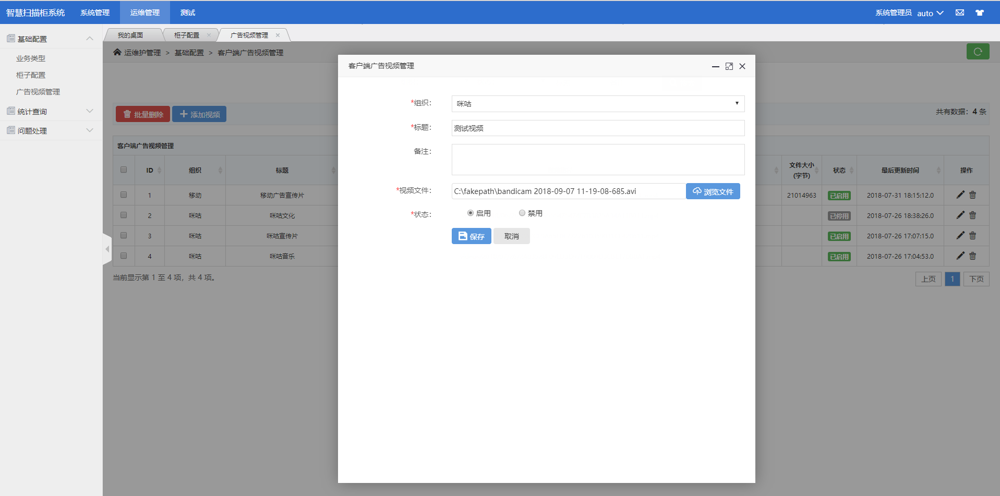 智慧扫描柜系统 系统管理 运维管理 测试 系统管理员 auto
基础配置
业务类型
柜子配置
广告视频管理
统计查询
问题处理
我的桌面 柜子配置 广告视频管理
运维护管理 > 基础配置 > 客户端广告视频管理
批量删除 添加视频 共有数据：4 条
客户端广告视频管理
ID 组织 标题 文件大小 状态 最后更新时间 操作
(字节)
1 移动 移动广告宣传片 21014963 已启用 2018-07-31 18:15:12.0
2 咪咕 咪咕文化 已停用 2018-07-26 18:38:26.0
3 咪咕 咪咕宣传片 已启用 2018-07-26 17:07:15.0
4 咪咕 咪咕音乐 已启用 2018-07-26 17:04:53.0
当前显示第 1 至 4 项，共 4 项。 上页 1 下页
客户端广告视频管理
*组织： 咪咕
*标题： 测试视频
备注：
*视频文件： C:\fakepath\bandicam 2018-09-07 11-19-08-685.avi 浏览文件
*状态： 启用 禁用
保存 取消